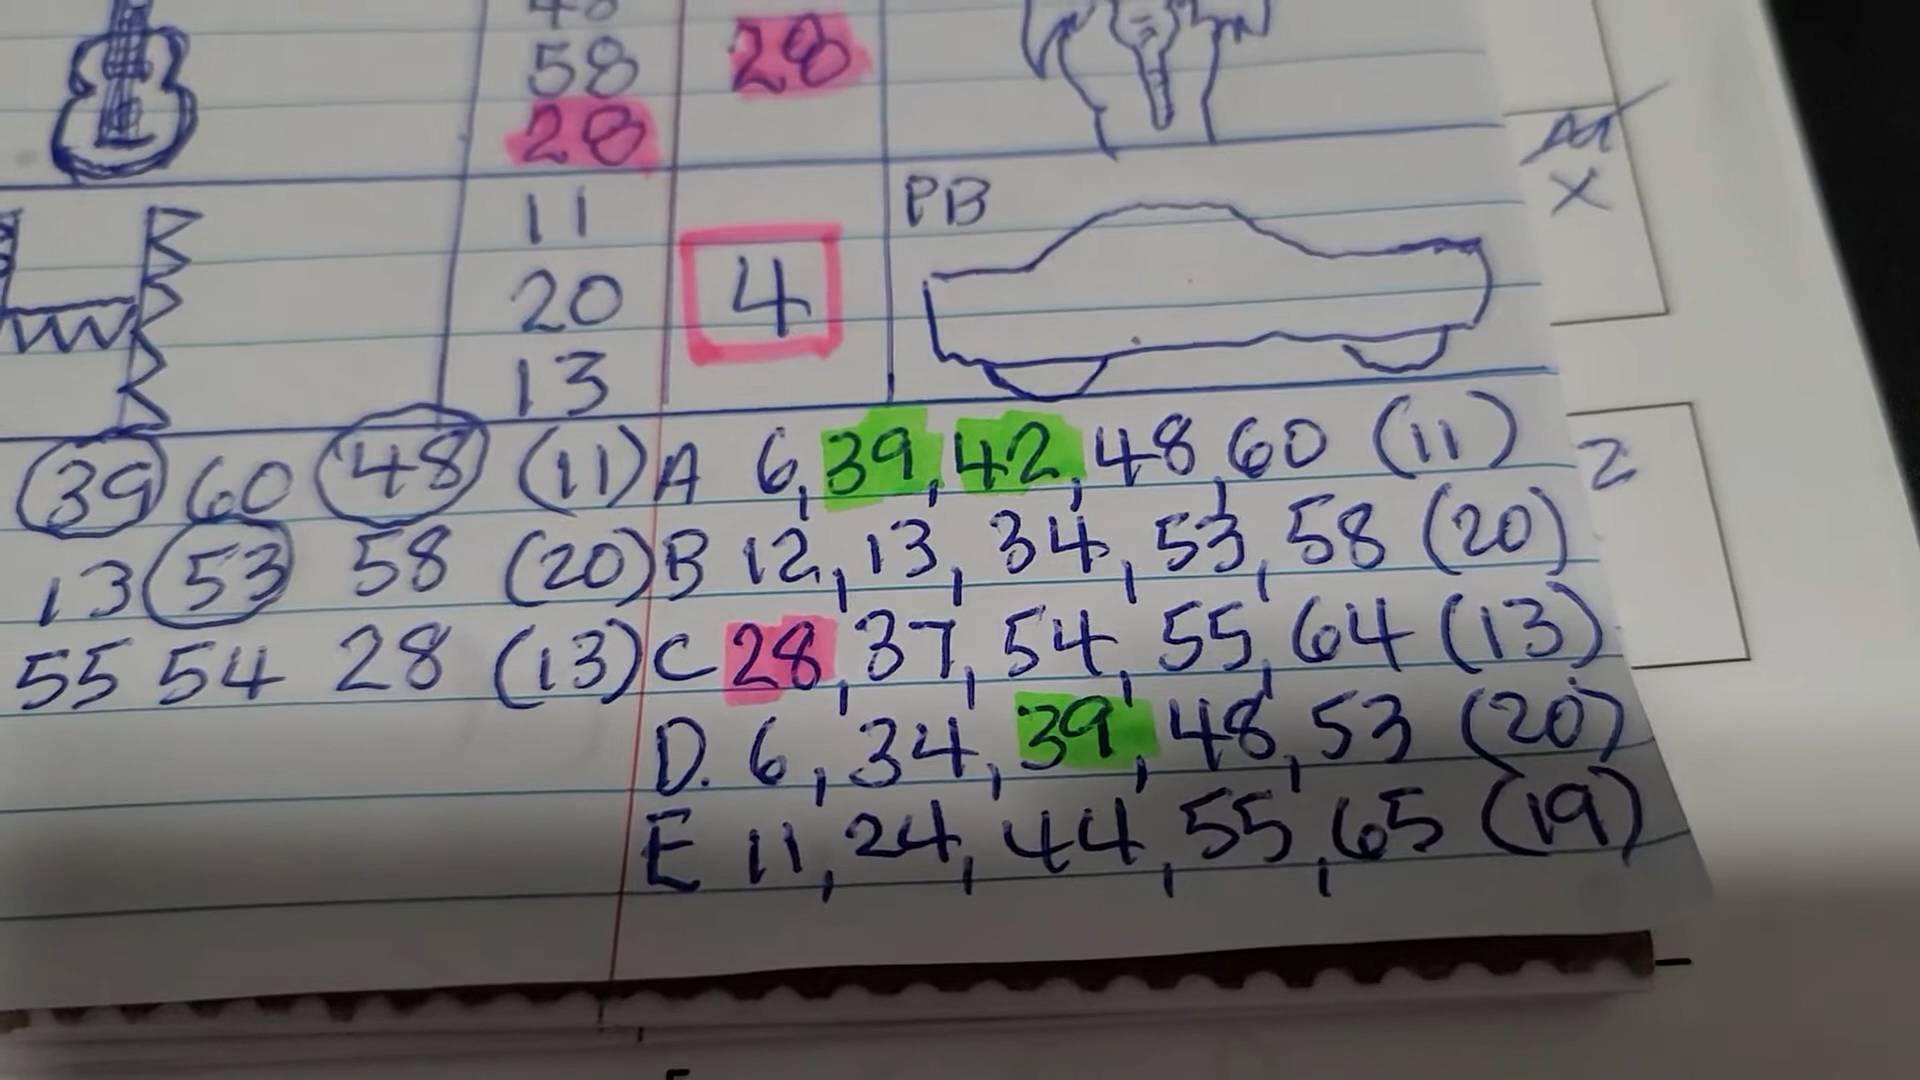 48
58 28
28
11 PB
20 4
13
39 60 48 (11) A 6, 39, 42, 48, 60 (11)
13 53 58 (20) B 12, 13, 34, 53, 58 (20)
55 54 28 (13) C 28, 37, 54, 55, 64 (13)
D. 6, 34, 39, 48, 53 (20)
E 11, 24, 44, 55, 65 (19)
X
2